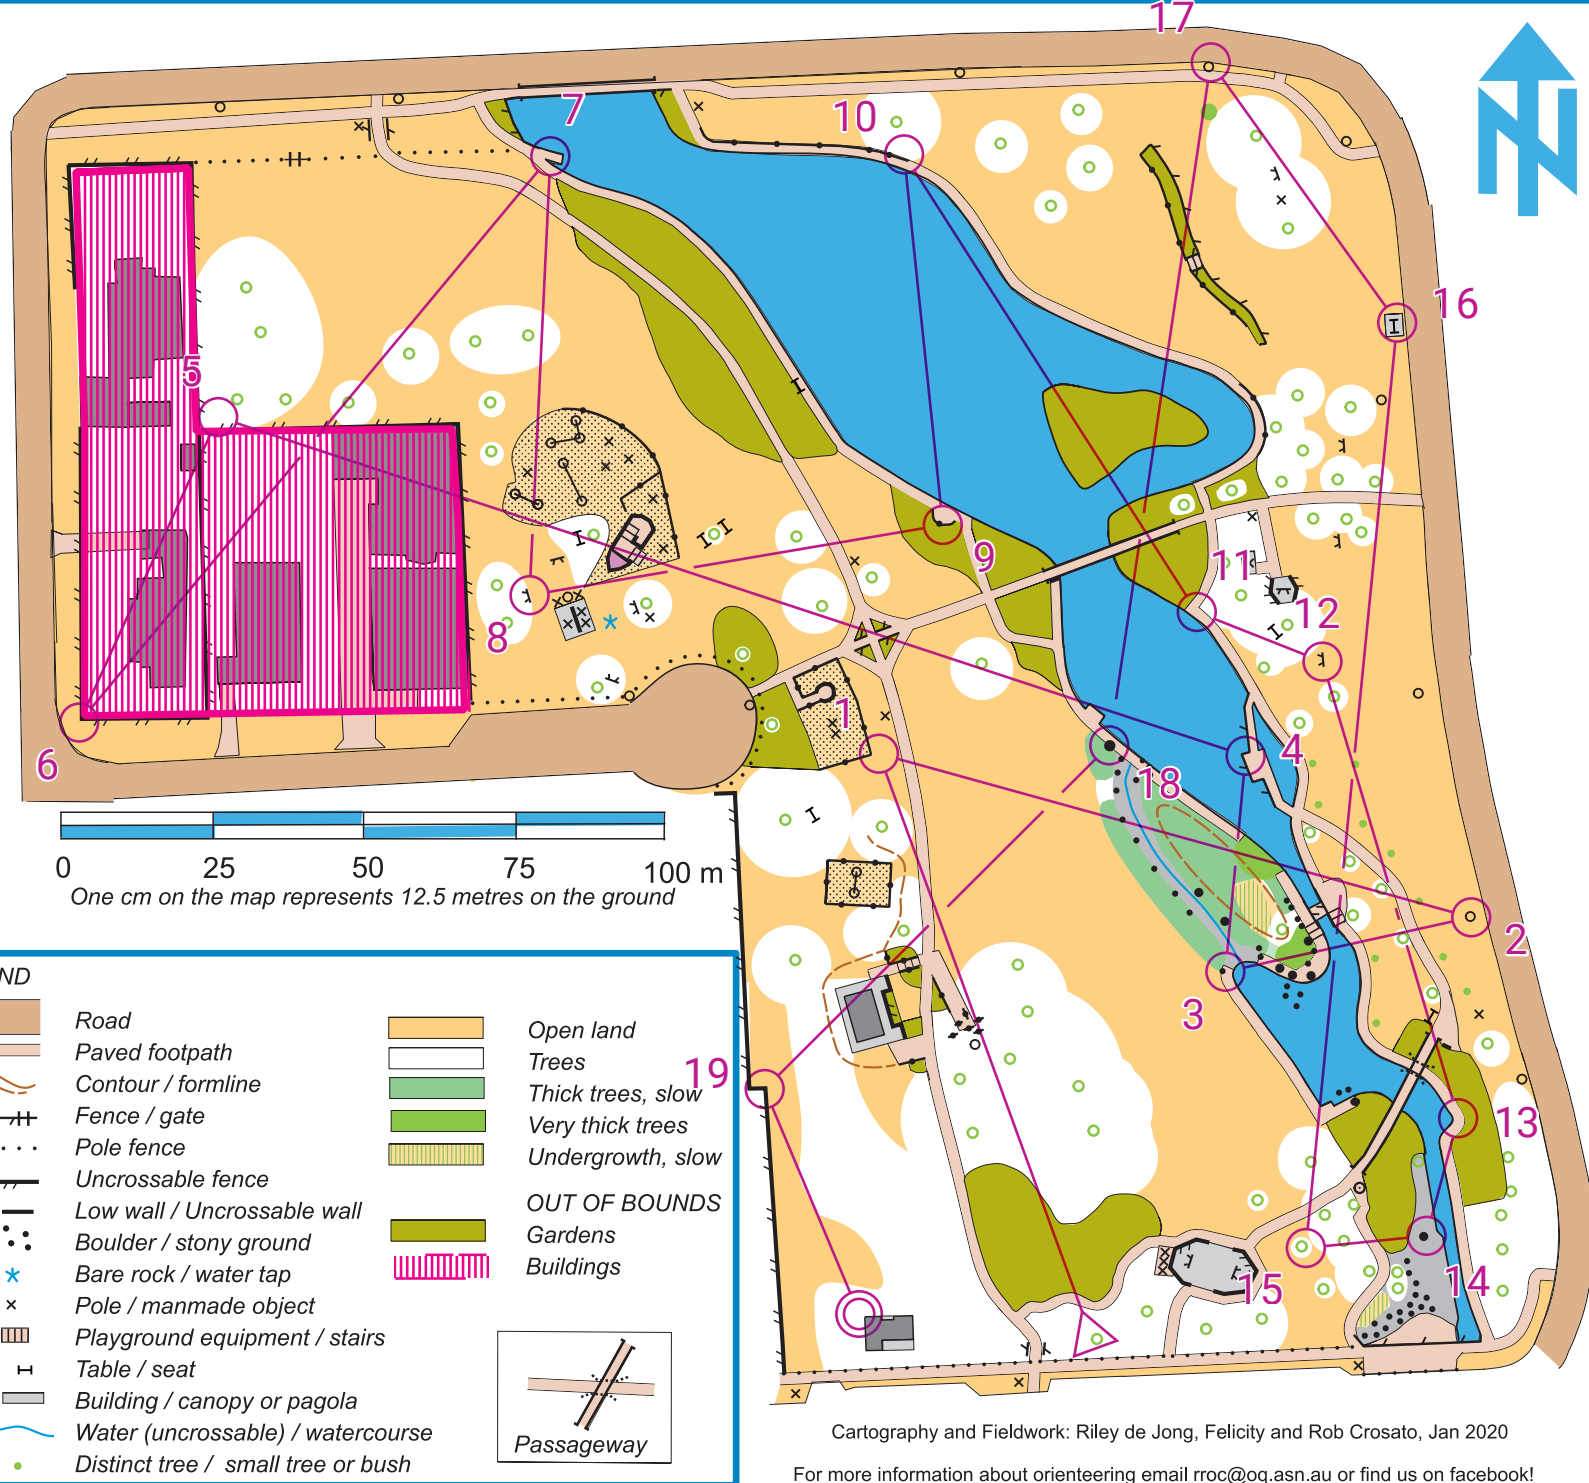 17
7
10
16
5
9
11
12
8
1
4
18
6
0 25 50 75 100 m
One cm on the map represents 12.5 metres on the ground
2
3
19
13
14
15
ND
Road
Paved footpath
Contour / formline
Fence / gate
Pole fence
Uncrossable fence
Low wall / Uncrossable wall
Boulder / stony ground
Bare rock / water tap
Pole / manmade object
Playground equipment / stairs
Table / seat
Building / canopy or pagola
Water (uncrossable) / watercourse
Distinct tree / small tree or bush
Open land
Trees
Thick trees, slow
Very thick trees
Undergrowth, slow
OUT OF BOUNDS
Gardens
Buildings
Passageway
Cartography and Fieldwork: Riley de Jong, Felicity and Rob Crosato, Jan 2020
For more information about orienteering email rroc@oq.asn.au or find us on facebook!